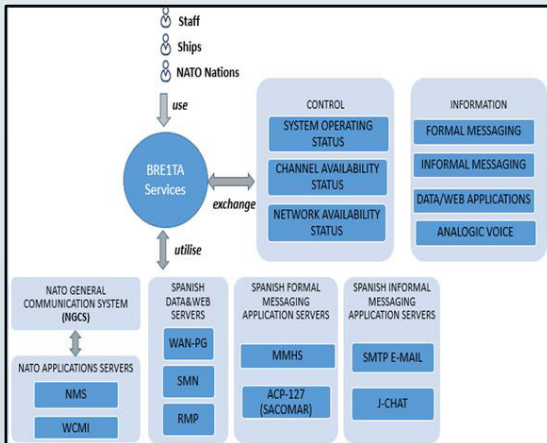 Staff
Ships
NATO Nations
use
BRE1TA
Services
exchange
utilise
CONTROL
SYSTEM OPERATING
STATUS
CHANNEL AVAILABILITY
STATUS
NETWORK AVAILABILITY
STATUS
INFORMATION
FORMAL MESSAGING
INFORMAL MESSAGING
DATA/WEB APPLICATIONS
ANALOGIC VOICE
NATO GENERAL
COMMUNICATION SYSTEM
(NGCS)
NATO APPLICATIONS SERVERS
NMS
WCMI
SPANISH
DATA&WEB
SERVERS
WAN-PG
SMN
RMP
SPANISH FORMAL
MESSAGING
APPLICATION SERVERS
MMHS
ACP-127
(SACOMAR)
SPANISH INFORMAL
MESSAGING
APPLICATION SERVERS
SMTP E-MAIL
J-CHAT